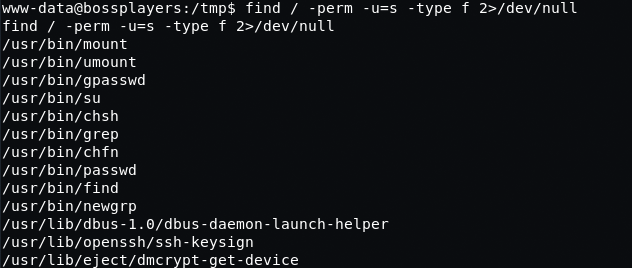 www-data@bossplayers:/tmp$ find / -perm -u=s -type f 2>/dev/null
find / -perm -u=s -type f 2>/dev/null
/usr/bin/mount
/usr/bin/umount
/usr/bin/gpasswd
/usr/bin/su
/usr/bin/chsh
/usr/bin/grep
/usr/bin/chfn
/usr/bin/passwd
/usr/bin/find
/usr/bin/newgrp
/usr/lib/dbus-1.0/dbus-daemon-launch-helper
/usr/lib/openssh/ssh-keysign
/usr/lib/eject/dmcrypt-get-device